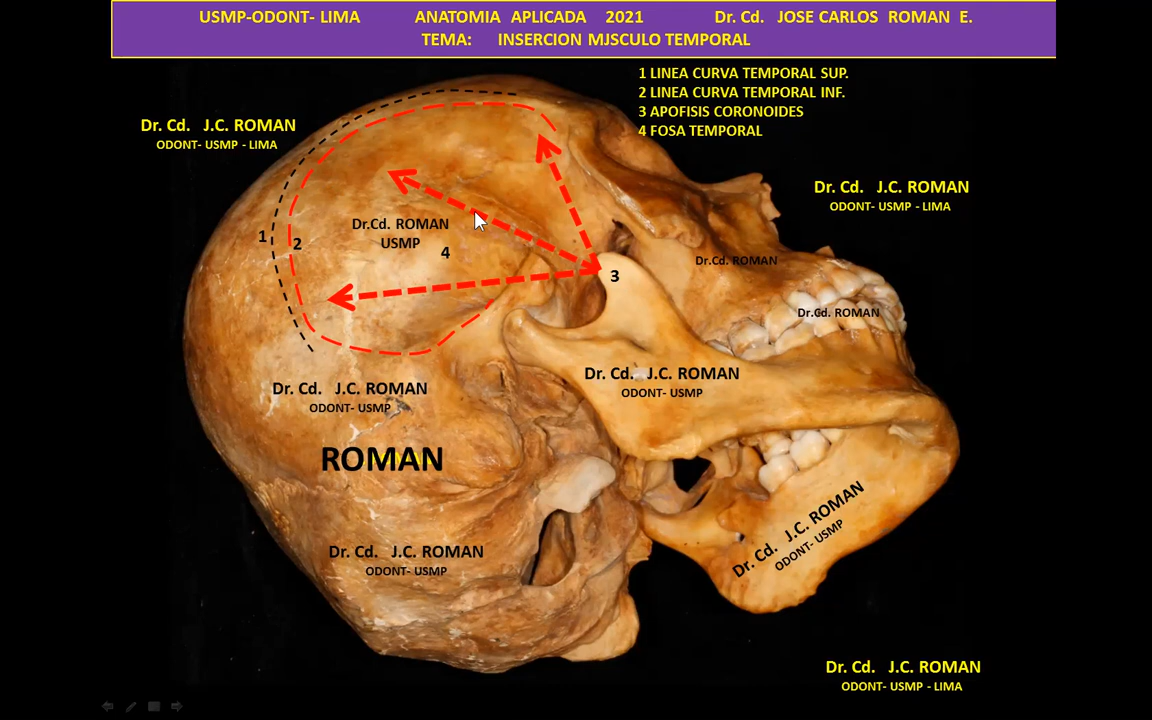 USMP-ODONT- LIMA ANATOMIA APLICADA 2021 Dr. Cd. JOSE CARLOS ROMAN E.
TEMA: INSERCION MJSCULO TEMPORAL
1 LINEA CURVA TEMPORAL SUP.
2 LINEA CURVA TEMPORAL INF.
3 APOFISIS CORONOIDES
4 FOSA TEMPORAL
Dr. Cd. J.C. ROMAN
ODONT- USMP - LIMA
Dr. Cd. J.C. ROMAN
ODONT- USMP - LIMA
1
2
Dr.Cd. ROMAN
USMP
4
3
Dr.Cd. ROMAN
Dr.Cd. ROMAN
Dr. Cd. J.C. ROMAN
ODONT- USMP
Dr. Cd. J.C. ROMAN
ODONT- USMP
ROMAN
Dr. Cd. J.C. ROMAN
ODONT- USMP
Dr. Cd. J.C. ROMAN
ODONT- USMP
Dr. Cd. J.C. ROMAN
ODONT- USMP - LIMA